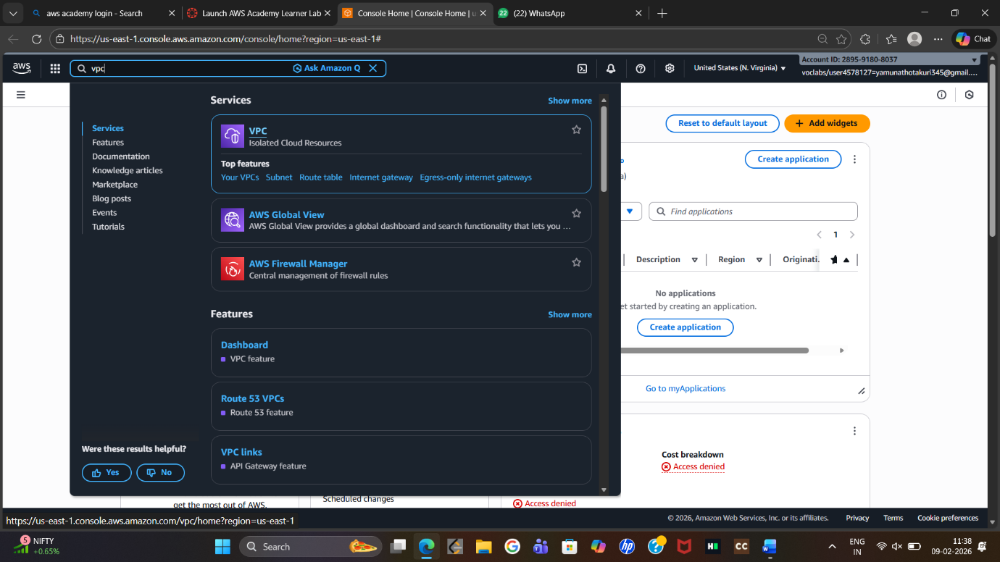 aws academy login - Search
Launch AWS Academy Learner Lab
Console Home | Console Home | u
22
(22) WhatsApp
https://us-east-1.console.aws.amazon.com/console/home?region=us-east-1#
Chat
aws
vpc
Ask Amazon Q
United States (N. Virginia)
Account ID: 2895-9180-8037
voclabs/user4578127=yamunathotakuri345@gmail....
Services
Features
Documentation
Knowledge articles
Marketplace
Blog posts
Events
Tutorials
Were these results helpful?
Yes
No
Services
Show more
VPC
Isolated Cloud Resources
Top features
Your VPCs Subnet Route table Internet gateway Egress-only internet gateways
AWS Global View
AWS Global View provides a global dashboard and search functionality that lets you ...
AWS Firewall Manager
Central management of firewall rules
Features
Show more
Dashboard
VPC feature
Route 53 VPCs
Route 53 feature
VPC links
API Gateway feature
Reset to default layout
+ Add widgets
Create application
a)
Find applications
1
Description
Region
Originati.
No applications
et started by creating an application.
Create application
Go to myApplications
Cost breakdown
Access denied
get the most out of AWS.
Scheduled changes
Access denied
https://us-east-1.console.aws.amazon.com/vpc/home?region=us-east-1
© 2026, Amazon Web Services, Inc. or its affiliates.
Privacy
Terms
Cookie preferences
5
NIFTY
+0.65%
Search
CC
ENG
IN
11:38
09-02-2026